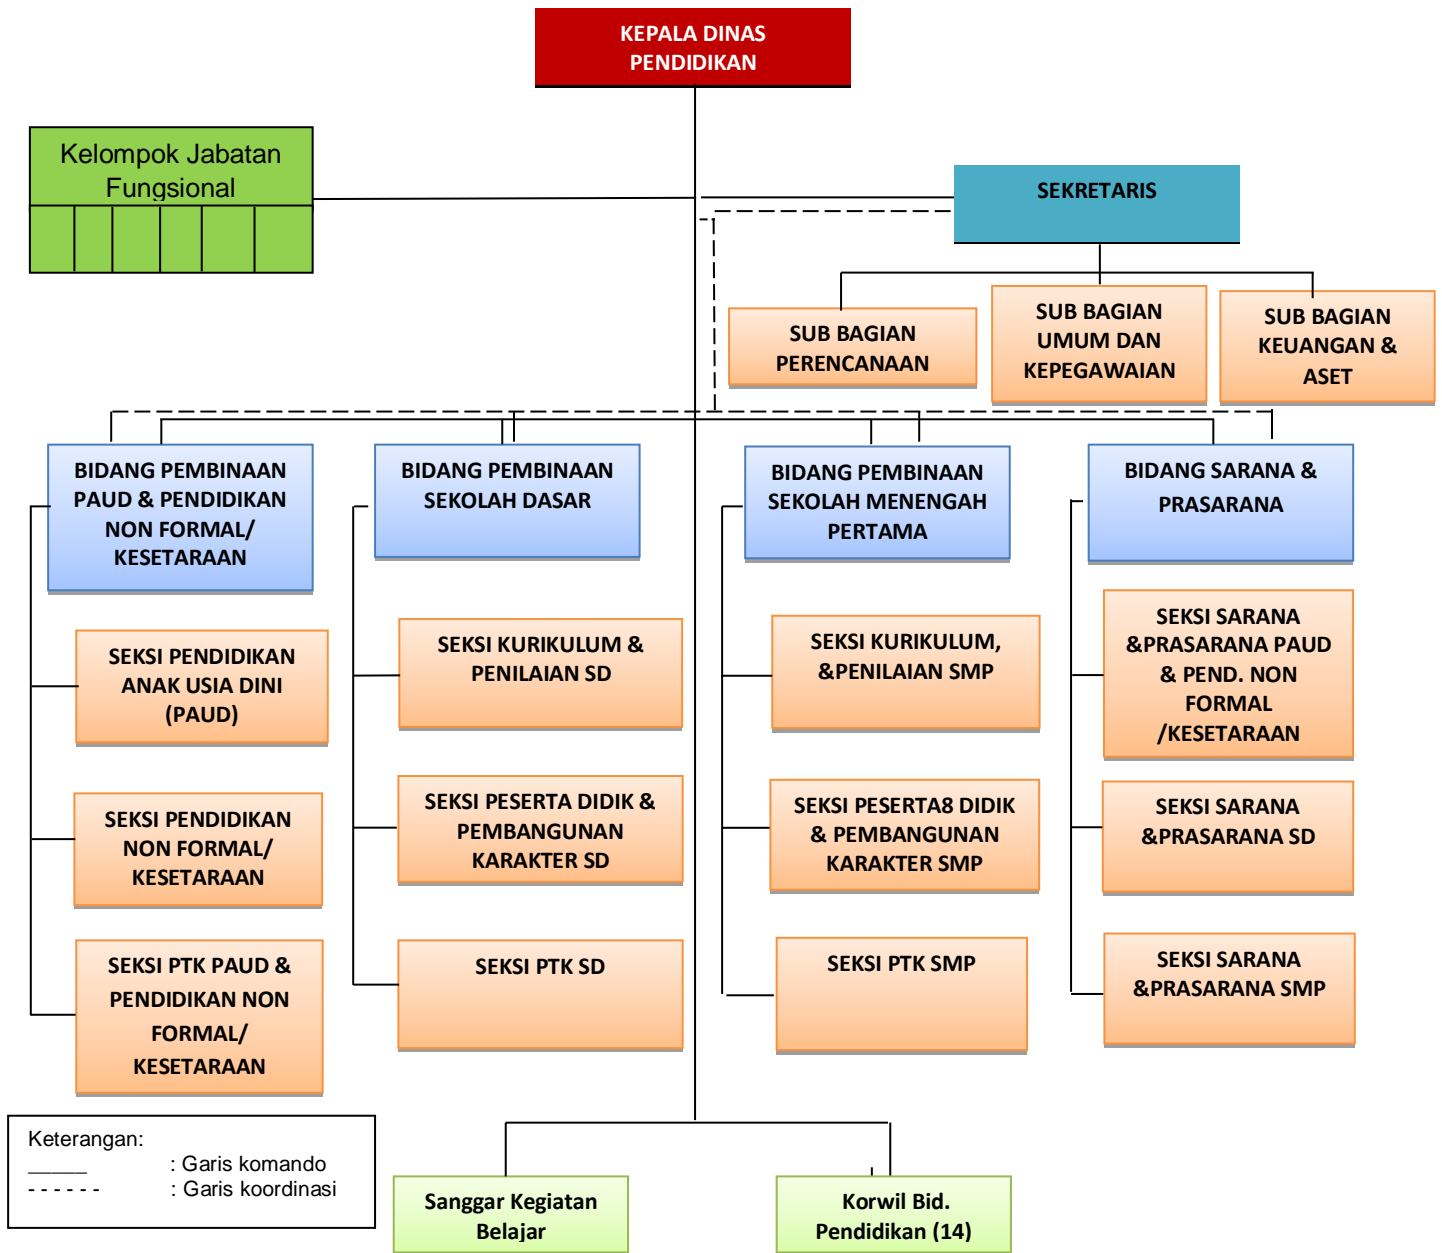 KEPALA DINAS
PENDIDIKAN
Kelompok Jabatan
Fungsional
SEKRETARIS
SUB BAGIAN
PERENCANAAN
SUB BAGIAN
UMUM DAN
KEPEGAWAIAN
SUB BAGIAN
KEUANGAN &
ASET
BIDANG PEMBINAAN
PAUD & PENDIDIKAN
NON FORMAL/
KESETARAAN
BIDANG PEMBINAAN
SEKOLAH DASAR
BIDANG PEMBINAAN
SEKOLAH MENENGAH
PERTAMA
BIDANG SARANA &
PRASARANA
SEKSI PENDIDIKAN
ANAK USIA DINI
(PAUD)
SEKSI KURIKULUM &
PENILAIAN SD
SEKSI KURIKULUM,
&PENILAIAN SMP
SEKSI SARANA
&PRASARANA PAUD
& PEND. NON
FORMAL
/KESETARAAN
SEKSI PENDIDIKAN
NON FORMAL/
KESETARAAN
SEKSI PESERTA DIDIK &
PEMBANGUNAN
KARAKTER SD
SEKSI PESERTA8 DIDIK
& PEMBANGUNAN
KARAKTER SMP
SEKSI SARANA
&PRASARANA SD
SEKSI PTK PAUD &
PENDIDIKAN NON
FORMAL/
KESETARAAN
SEKSI PTK SD
SEKSI PTK SMP
SEKSI SARANA
&PRASARANA SMP
Keterangan:
_____ : Garis komando
- - - - - - : Garis koordinasi
Sanggar Kegiatan
Belajar
Korwil Bid.
Pendidikan (14)